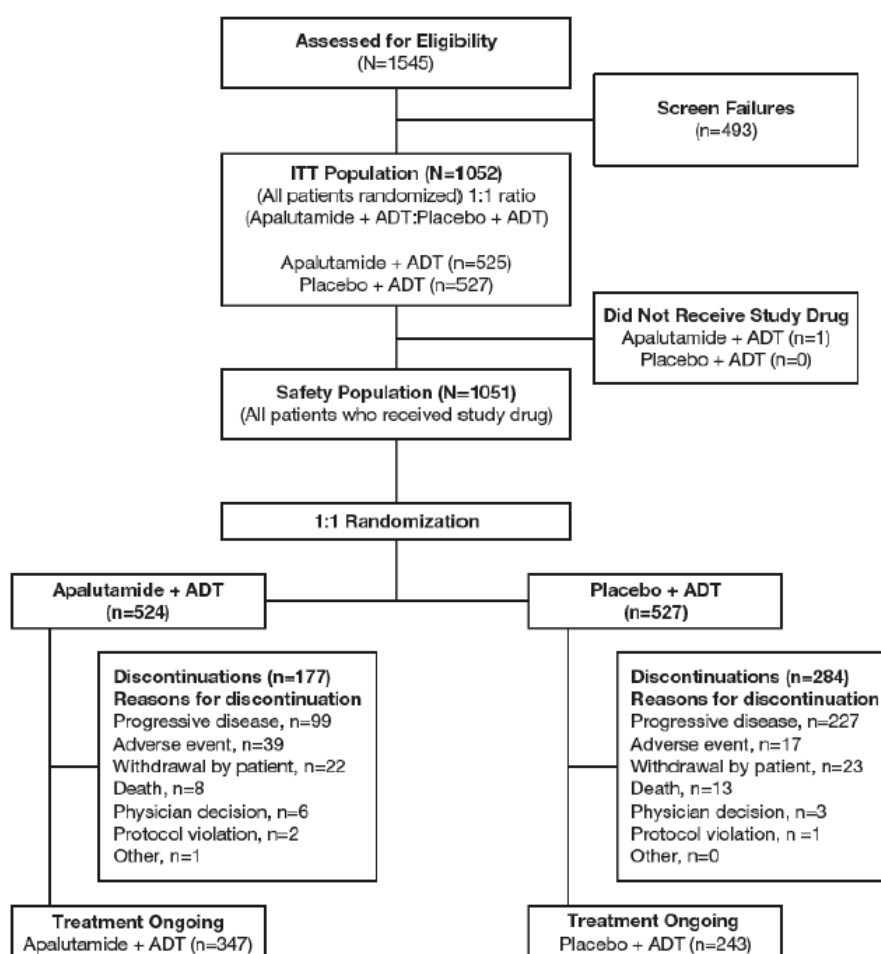 Assessed for Eligibility
(N=1545)
Screen Failures
(n=493)
ITT Population (N=1052)
(All patients randomized) 1:1 ratio
(Apalutamide + ADT:Placebo + ADT)
Apalutamide + ADT (n=525)
Placebo + ADT (n=527)
Did Not Receive Study Drug
Apalutamide + ADT (n=1)
Placebo + ADT (n=0)
Safety Population (N=1051)
(All patients who received study drug)
1:1 Randomization
Apalutamide + ADT
(n=524)
Discontinuations (n=177)
Reasons for discontinuation
Progressive disease, n=99
Adverse event, n=39
Withdrawal by patient, n=22
Death, n=8
Physician decision, n=6
Protocol violation, n=2
Other, n=1
Treatment Ongoing
Apalutamide + ADT (n=347)
Placebo + ADT
(n=527)
Discontinuations (n=284)
Reasons for discontinuation
Progressive disease, n=227
Adverse event, n=17
Withdrawal by patient, n=23
Death, n=13
Physician decision, n=3
Protocol violation, n =1
Other, n=0
Treatment Ongoing
Placebo + ADT (n=243)